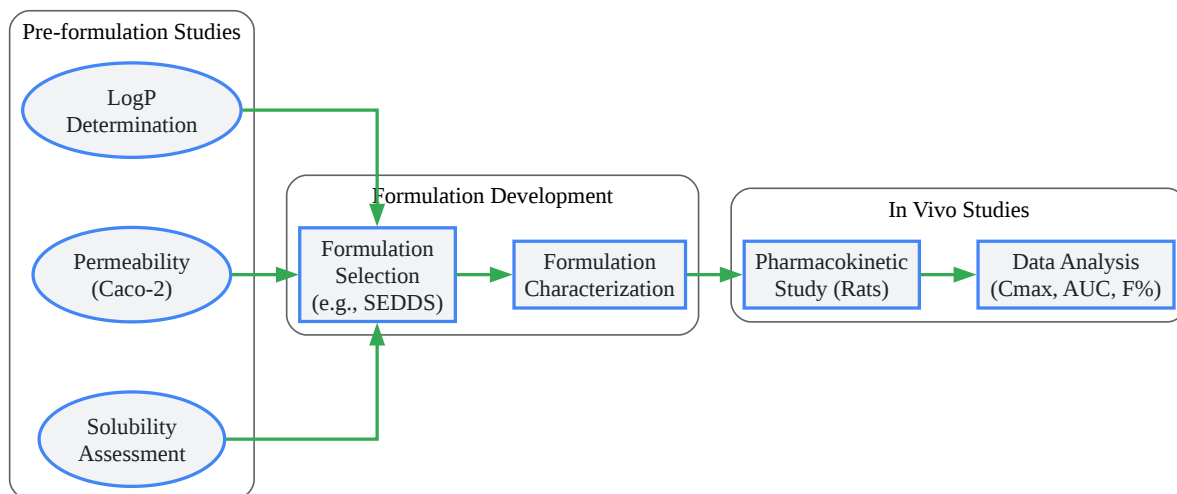 Pre-formulation Studies
LogP
Determination
Permeability
(Caco-2)
Solubility
Assessment
Formulation Development
Formulation
Selection
(e.g., SEDDS)
Formulation
Characterization
In Vivo Studies
Pharmacokinetic
Study (Rats)
Data Analysis
(Cmax, AUC, F%)